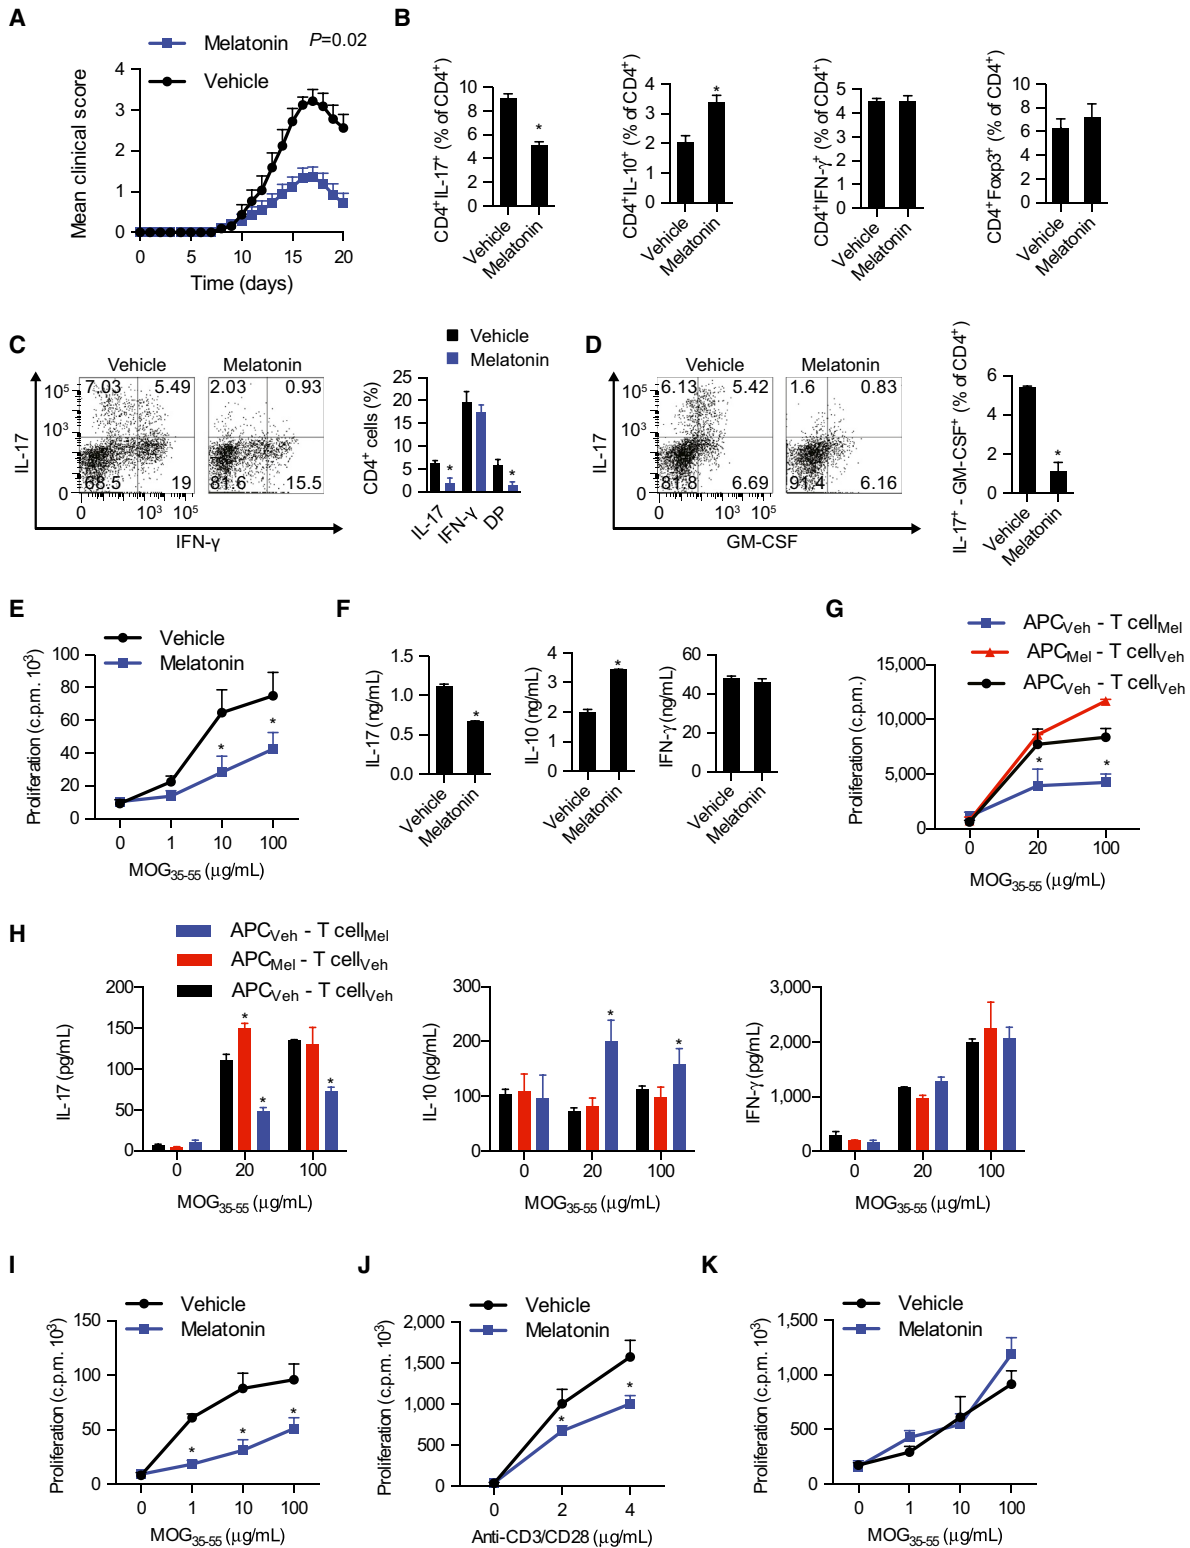 A
Melatonin P=0.02
Vehicle
Mean clinical score
4
3
2
1
0
0 5 10 15 20
Time (days)
B
CD4+IL-17+ (% of CD4+)
10
8
6
4
2
0
Vehicle
Melatonin
*
CD4+IL-10+ (% of CD4+)
4
3
2
1
0
Vehicle
Melatonin
*
CD4+IFN-γ+ (% of CD4+)
5
4
3
2
1
0
Vehicle
Melatonin
CD4+Foxp3+ (% of CD4+)
10
8
6
4
2
0
Vehicle
Melatonin
C
Vehicle Melatonin
7.03 5.49 2.03 0.93
68.5 19 81.6 15.5
IL-17
10^5
10^3
0
0 10^3 10^5
IFN-γ
Vehicle
Melatonin
CD4+ cells (%)
25
20
15
10
5
0
* *
IL-17 IFN-γ DP
D
Vehicle Melatonin
6.13 5.42 1.6 0.83
81.8 6.69 91.4 6.16
IL-17
10^5
10^3
0
0 10^3 10^5
GM-CSF
IL-17+ - GM-CSF+ (% of CD4+)
6
4
2
0
*
Vehicle
Melatonin
E
Vehicle
Melatonin
Proliferation (c.p.m. 10^3)
100
80
60
40
20
0
* *
0 1 10 100
MOG35-55 (μg/mL)
F
IL-17 (ng/mL)
1.5
1.0
0.5
0.0
*
Vehicle
Melatonin
IL-10 (ng/mL)
4
3
2
1
0
*
Vehicle
Melatonin
IFN-γ (ng/mL)
60
40
20
0
Vehicle
Melatonin
G
APCVeh - T cellMel
APCMel - T cellVeh
APCVeh - T cellVeh
Proliferation (c.p.m.)
15,000
10,000
5,000
0
* *
0 20 100
MOG35-55 (μg/mL)
H
APCVeh - T cellMel
APCMel - T cellVeh
APCVeh - T cellVeh
IL-17 (pg/mL)
200
150
100
50
0
* * *
0 20 100
MOG35-55 (μg/mL)
IL-10 (pg/mL)
300
200
100
0
* *
0 20 100
MOG35-55 (μg/mL)
IFN-γ (pg/mL)
3,000
2,000
1,000
0
0 20 100
MOG35-55 (μg/mL)
I
Vehicle
Melatonin
Proliferation (c.p.m. 10^3)
150
100
50
0
* * *
0 1 10 100
MOG35-55 (μg/mL)
J
Vehicle
Melatonin
Proliferation (c.p.m. 10^3)
2,000
1,500
1,000
500
0
* *
0 2 4
Anti-CD3/CD28 (μg/mL)
K
Vehicle
Melatonin
Proliferation (c.p.m. 10^3)
1,500
1,000
500
0
0 1 10 100
MOG35-55 (μg/mL)